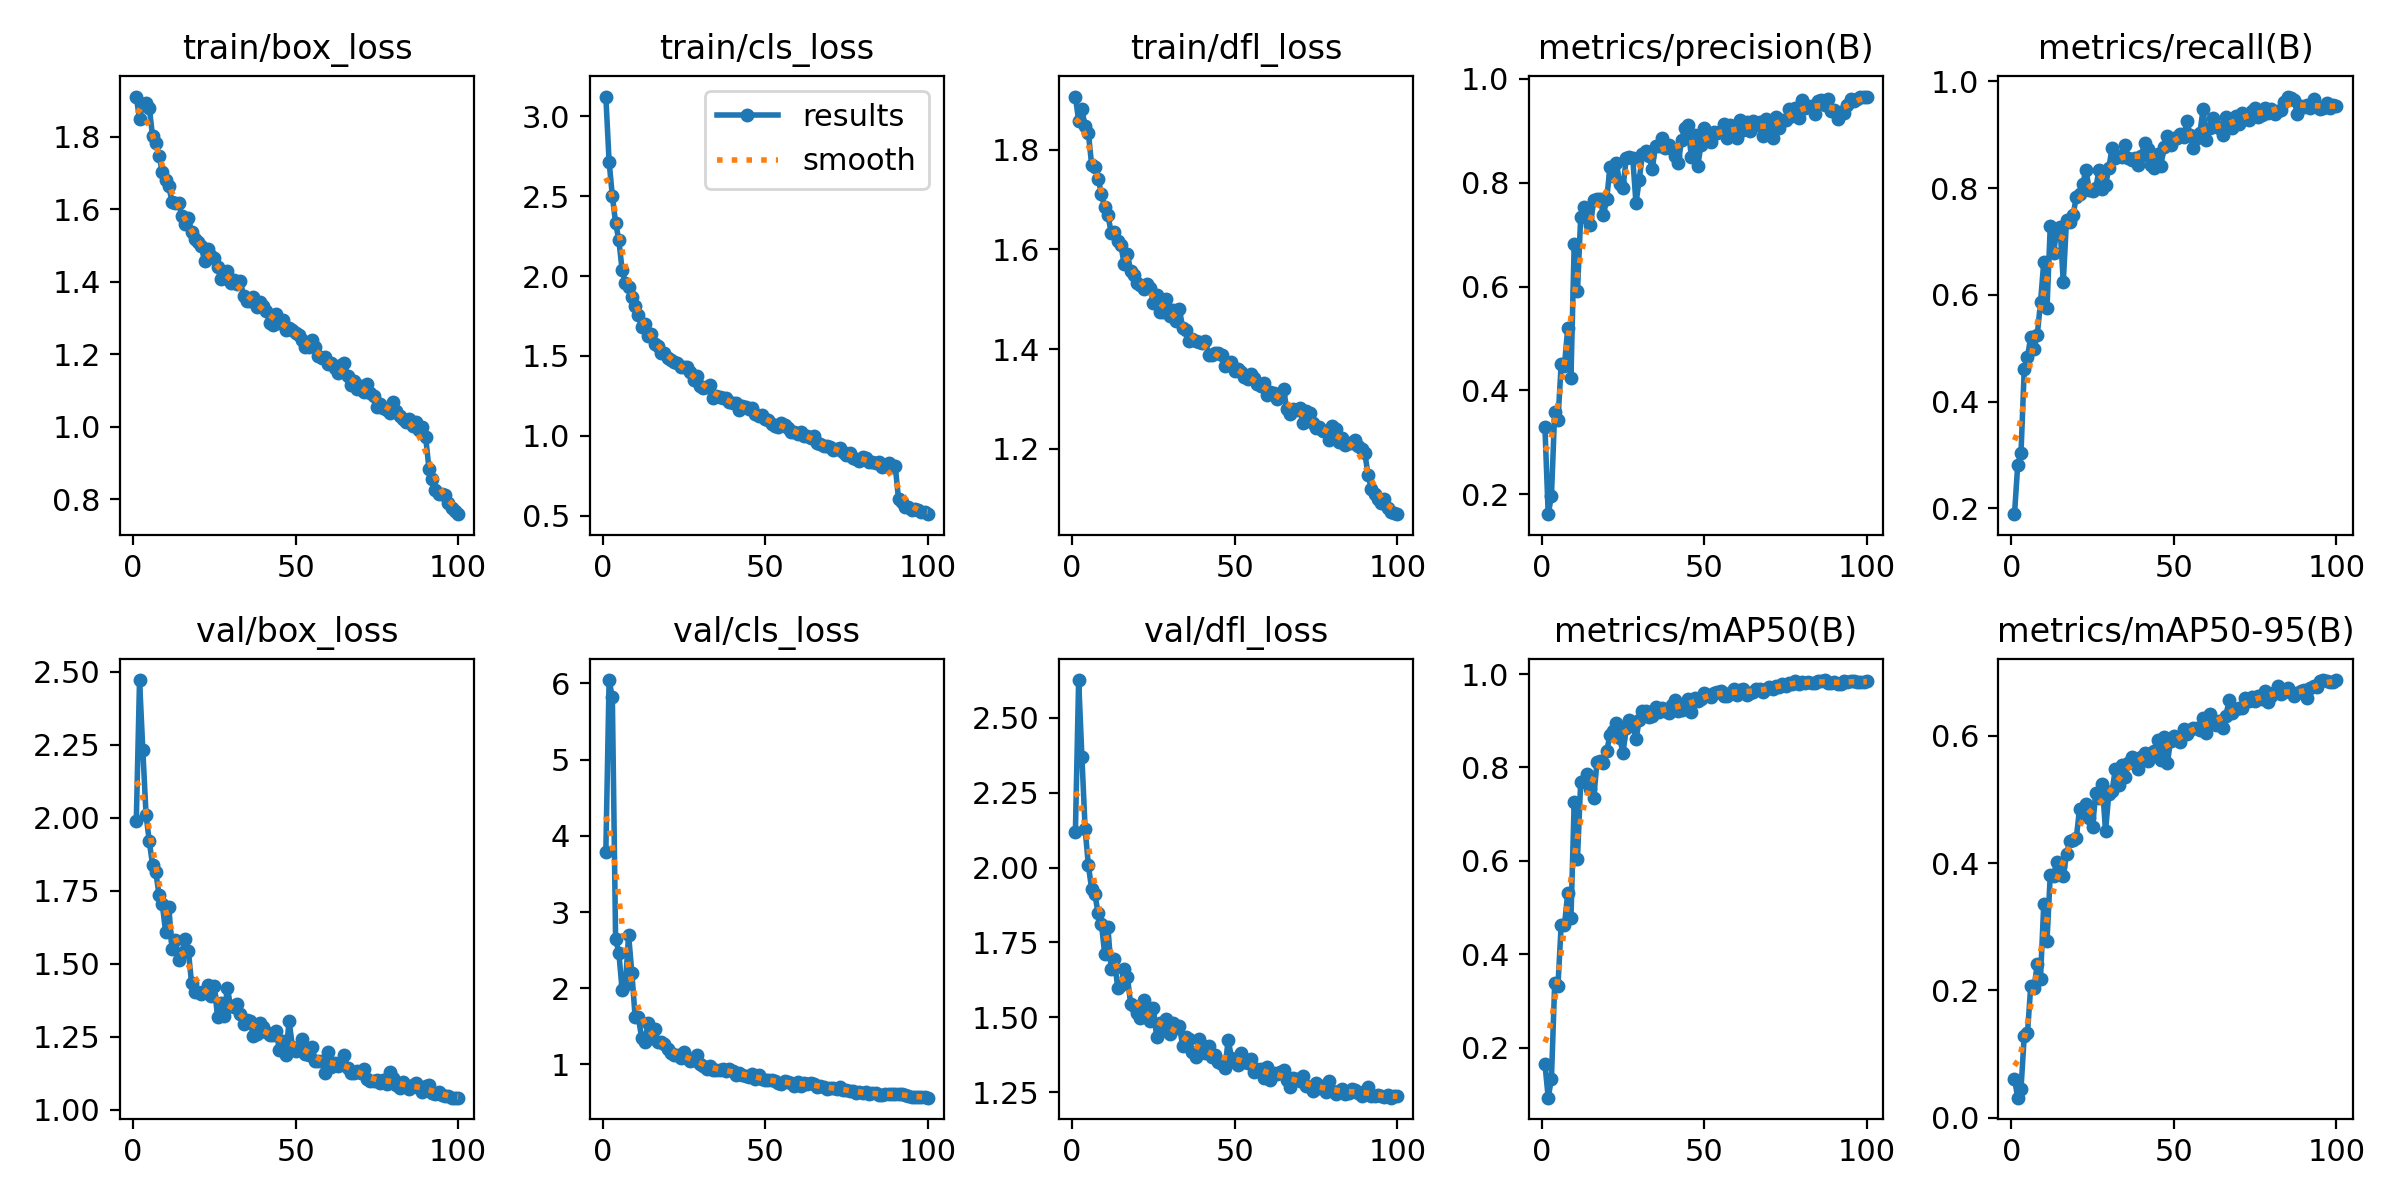 train/box_loss
1.8
1.6
1.4
1.2
1.0
0.8
0 50 100
train/cls_loss
results
smooth
3.0
2.5
2.0
1.5
1.0
0.5
0 50 100
train/dfl_loss
1.8
1.6
1.4
1.2
0 50 100
metrics/precision(B)
1.0
0.8
0.6
0.4
0.2
0 50 100
metrics/recall(B)
1.0
0.8
0.6
0.4
0.2
0 50 100
val/box_loss
2.50
2.25
2.00
1.75
1.50
1.25
1.00
0 50 100
val/cls_loss
6
5
4
3
2
1
0 50 100
val/dfl_loss
2.50
2.25
2.00
1.75
1.50
1.25
0 50 100
metrics/mAP50(B)
1.0
0.8
0.6
0.4
0.2
0 50 100
metrics/mAP50-95(B)
0.6
0.4
0.2
0.0
0 50 100